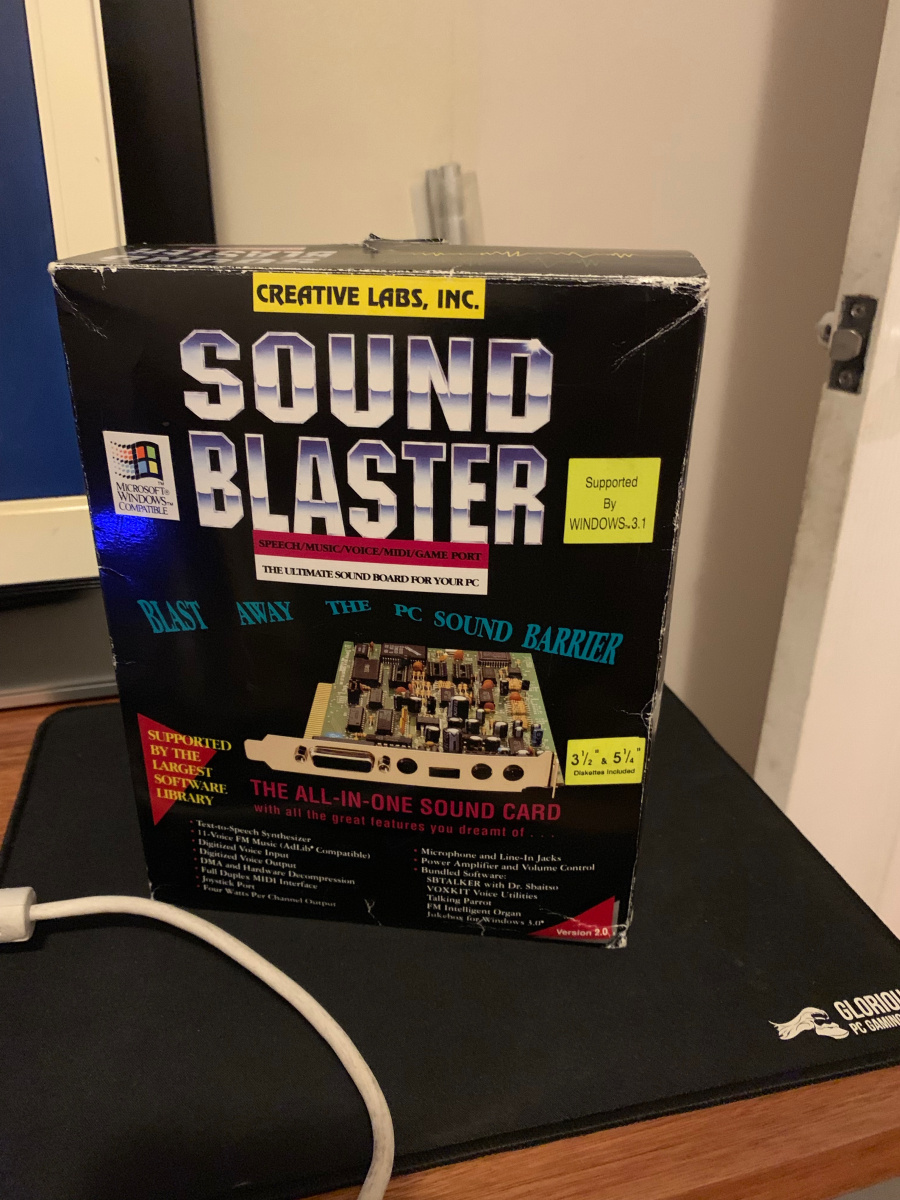 CREATIVE LABS, INC.
SOUND
BLASTER
MICROSOFT®
WINDOWS™
COMPATIBLE
Supported
By
WINDOWS™ 3.1
SPEECH/MUSIC/VOICE/MIDI/GAME PORT
THE ULTIMATE SOUND BOARD FOR YOUR PC
BLAST AWAY THE PC SOUND BARRIER
SUPPORTED
BY THE
LARGEST
SOFTWARE
LIBRARY
3½" & 5¼"
Diskettes Included
THE ALL-IN-ONE SOUND CARD
with all the great features you dreamt of . . .
• Text-to-Speech Synthesizer
• 11-Voice FM Music (AdLib® Compatible)
• Digitized Voice Input
• Digitized Voice Output
• DMA and Hardware Decompression
• Full Duplex MIDI Interface
• Joystick Port
• Four Watts Per Channel Output
• Microphone and Line-In Jacks
• Power Amplifier and Volume Control
• Bundled Software:
SBTALKER with Dr. Sbaitso
VOXKIT Voice Utilities
Talking Parrot
FM Intelligent Organ
Jukebox for Windows 3.0®
Version 2.0
GLORIOU
PC GAMING